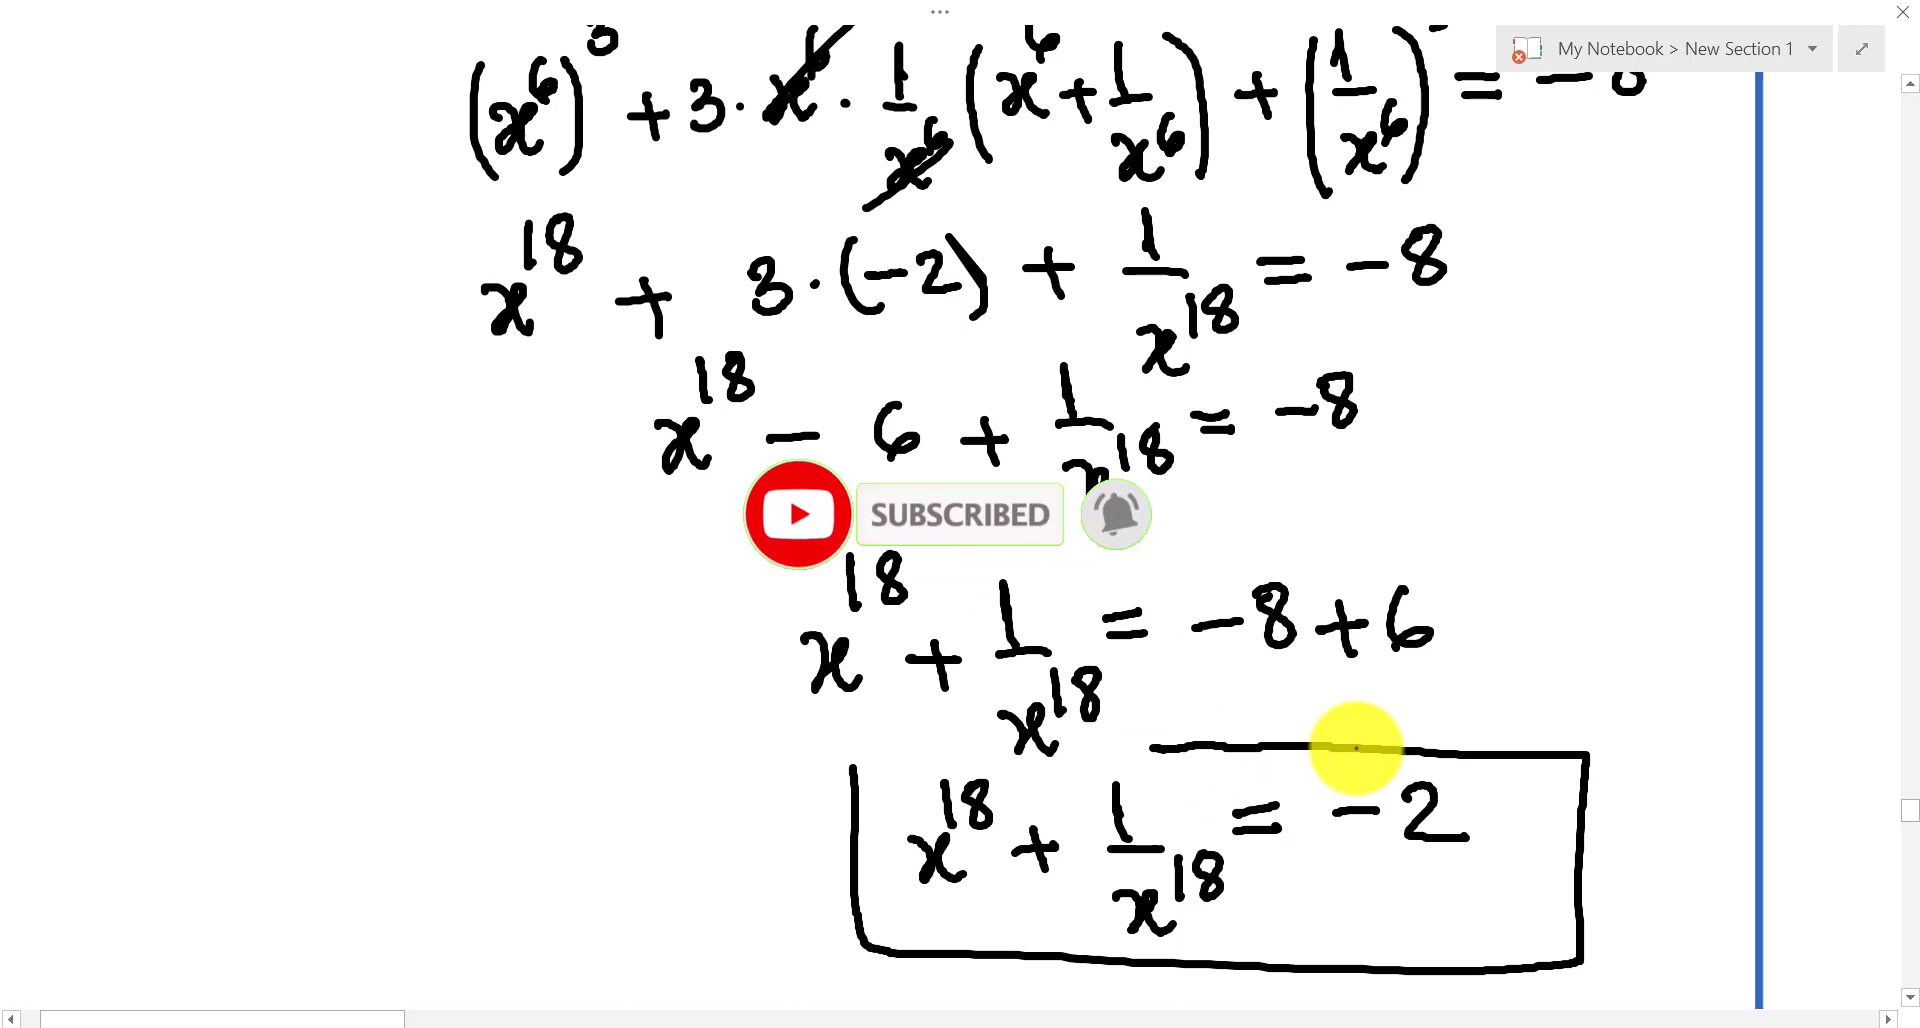 ...
My Notebook > New Section 1
(x⁶)³ + 3 · x⁶ · 1/x⁶ (x⁶ + 1/x⁶) + (1/x⁶) = −8
x¹⁸ + 3 · (−2) + 1/x¹⁸ = −8
x¹⁸ − 6 + 1/x¹⁸ = −8
SUBSCRIBED
x¹⁸ + 1/x¹⁸ = −8 + 6
x¹⁸ + 1/x¹⁸ = −2